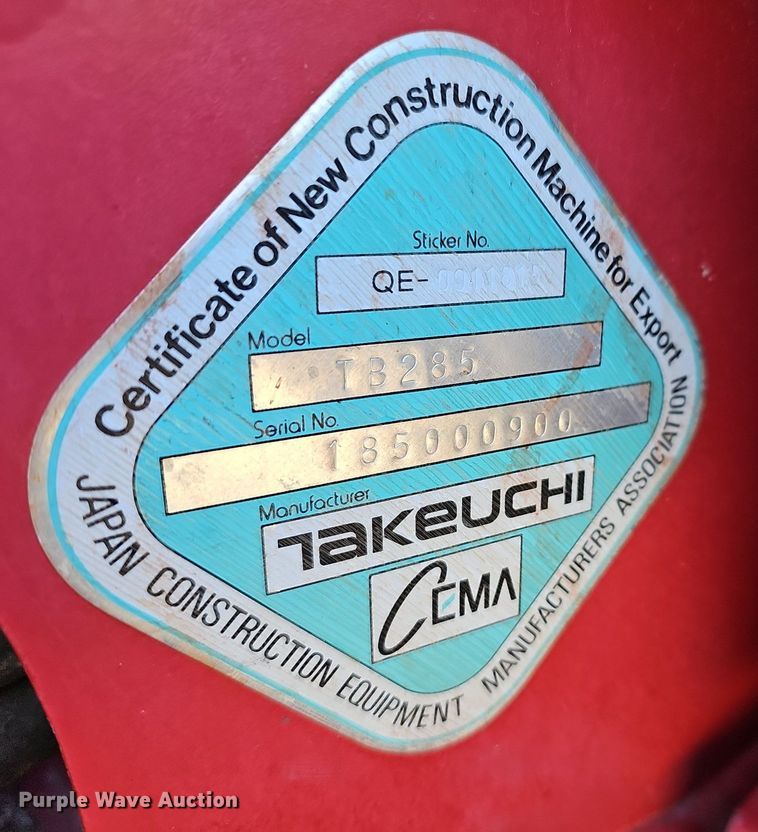 Certificate of New Construction Machine for Export
Sticker No.
QE-
Model
TB285
Serial No.
185000900
Manufacturer
TAKEUCHI
CEMA
JAPAN CONSTRUCTION EQUIPMENT MANUFACTURERS ASSOCIATION
Purple Wave Auction